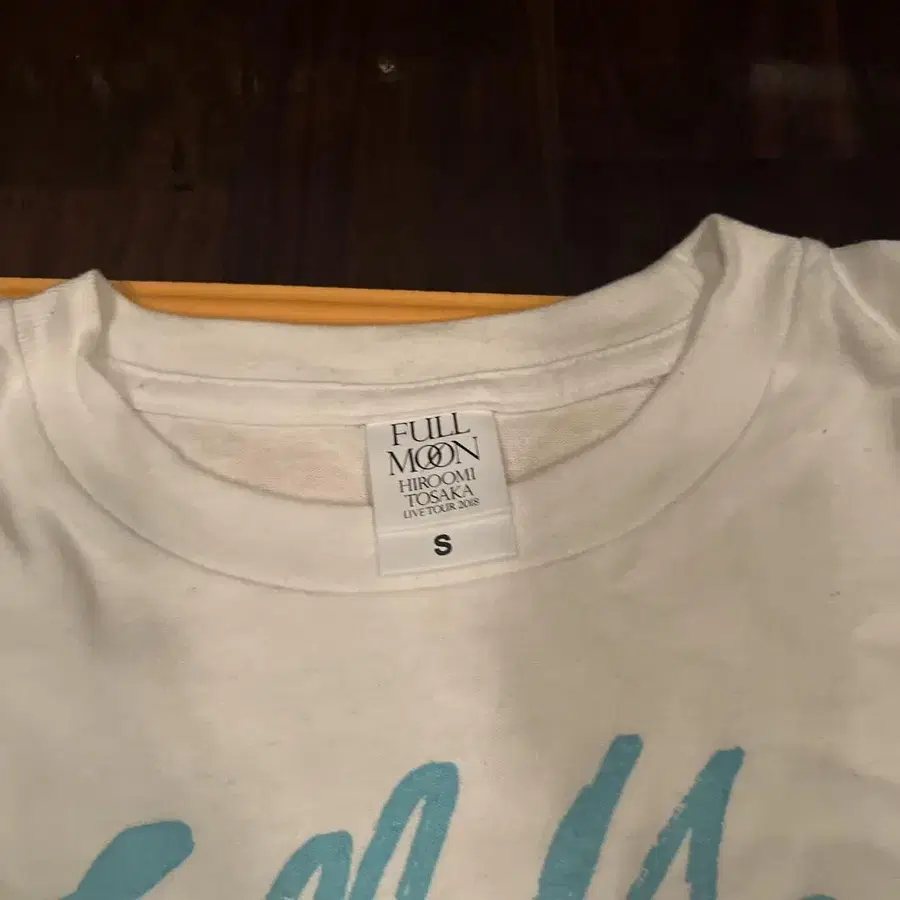 FULL
MOON
HIROOMI
TOSAKA
LIVE TOUR 2018
S